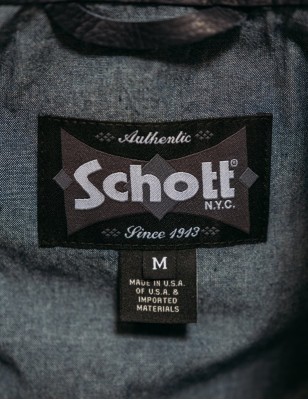 Authentic
Schott®
N.Y.C.
Since 1913
M
MADE IN U.S.A.
OF U.S.A. &
IMPORTED
MATERIALS